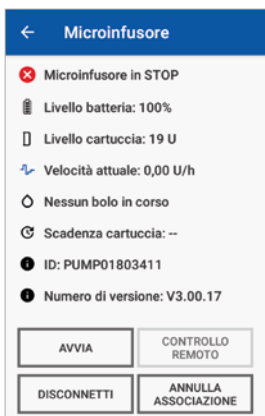 Microinfusore
Microinfusore in STOP
Livello batteria: 100%
Livello cartuccia: 19 U
Velocità attuale: 0,00 U/h
Nessun bolo in corso
Scadenza cartuccia: --
ID: PUMP01803411
Numero di versione: V3.00.17
AVVIA
CONTROLLO
REMOTO
DISCONNETTI
ANNULLA
ASSOCIAZIONE